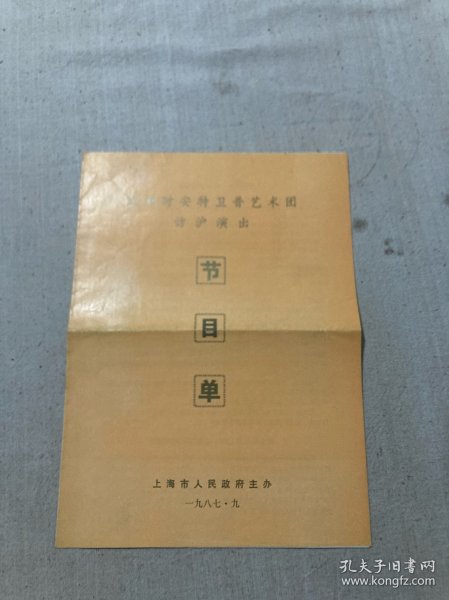 安特卫普艺术团
访沪演出
节
目
单
上海市人民政府主办
一九八七·九
孔夫子旧书网
www.kongfz.com